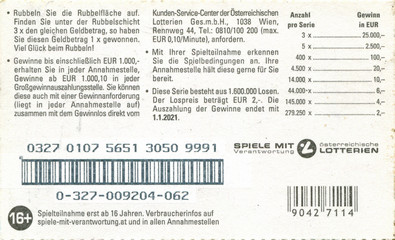 Rubbeln Sie die Rubbelfläche auf.
Finden Sie unter der Rubbelschicht
3 x den gleichen Geldbetrag, so haben
Sie diesen Geldbetrag 1 x gewonnen.
Viel Glück beim Rubbeln!
• Gewinne bis einschließlich EUR 1.000,-
erhalten Sie in jeder Annahmestelle,
Gewinne ab EUR 1.000,10 in jeder
Großgewinnauszahlungsstelle. Sie können
diese auch mit einer Gewinnanforderung
(liegt in jeder Annahmestelle auf)
zusammen mit dem Gewinnlos direkt vom
Kunden-Service-Center der Österreichischen
Lotterien Ges.m.b.H., 1038 Wien,
Rennweg 44, Tel.: 0810/100 200 (max.
EUR 0,10/Minute), anfordern.
• Mit Ihrer Spielteilnahme erkennen
Sie die Spielbedingungen an. Ihre
Annahmestelle hält diese gerne für Sie
bereit.
• Diese Serie besteht aus 1.600.000 Losen.
Der Lospreis beträgt EUR 2,-. Die
Auszahlung der Gewinne endet mit
1.1.2021.
Anzahl pro Serie Gewinn in EUR
3 x 25.000,-
5 x 2.500,-
400 x 100,-
4.500 x 20,-
14.000 x 10,-
44.000 x 6,-
145.000 x 4,-
279.250 x 2,-
0327 0107 5651 3050 9991
0-327-009204-062
SPIELE MIT
Verantwortung
österreichische
LOTTERIEN
16+
Spielteilnahme erst ab 16 Jahren. Verbraucherinfos auf
spiele-mit-verantwortung.at und in allen Annahmestellen
9042 7114